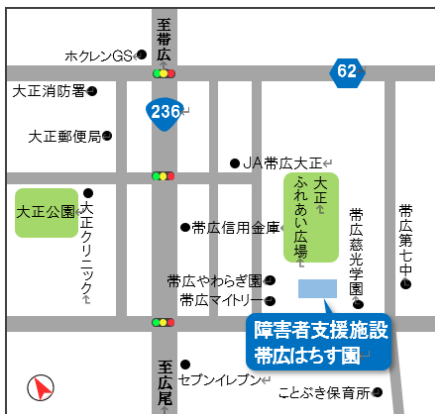 至帯広
ホクレンGS
62
大正消防署
236
大正郵便局
JA帯広大正
大正
ふれあい広場
大正公園
大正クリニック
帯広信用金庫
帯広慈光学園
帯広第七中
帯広やわらぎ園
帯広マイトリー
障害者支援施設
帯広はちす園
至広尾
セブンイレブン
ことぶき保育所